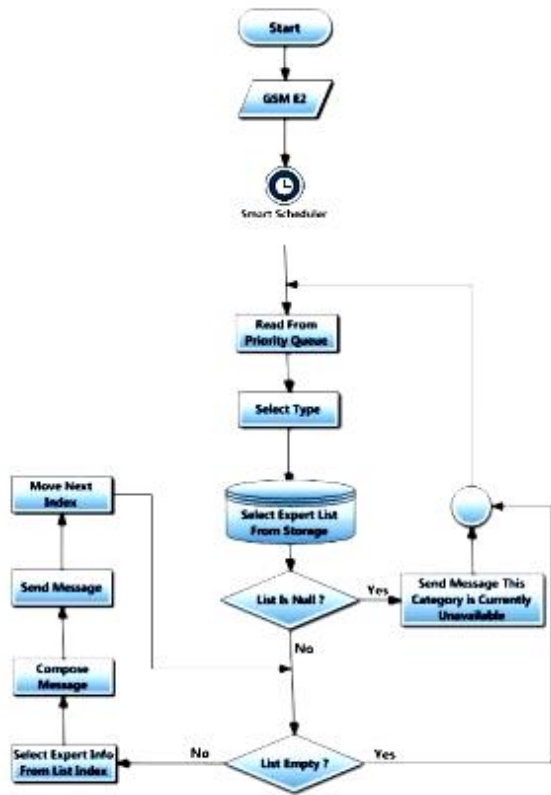 Start
GSM E2
Smart Scheduler
Read From
Priority Queue
Select Type
Select Expert List
From Storage
List Is Null ?
Yes
Send Message This
Category is Currently
Unavailable
No
Move Next
Index
Send Message
Compose
Message
Select Expert Info
From List Index
No
List Empty ?
Yes